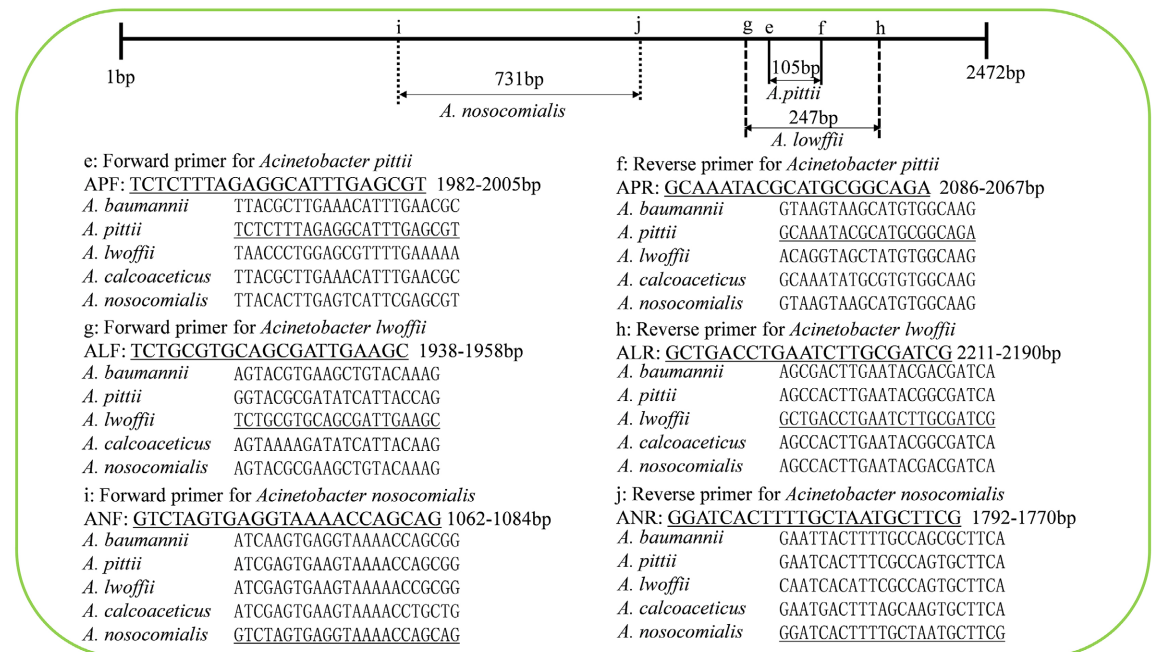 i j g e f h
1bp 731bp 105bp 2472bp
A. nosocomialis A.pittii
247bp
A. lowffii
e: Forward primer for Acinetobacter pittii
APF: TCTCTTTAGAGGCATTTGAGCGT 1982-2005bp
A. baumannii TTACGCTTGAAACATTTGAACGC
A. pittii TCTCTTTAGAGGCATTTGAGCGT
A. lwoffii TAACCCTGGAGCGTTTTGAAAAA
A. calcoaceticus TTACGCTTGAAACATTTGAACGC
A. nosocomialis TTACACTTGAGTCATTCGAGCGT
f: Reverse primer for Acinetobacter pittii
APR: GCAAATACGCATGCGGCAGA 2086-2067bp
A. baumannii GTAAGTAAGCATGTGGCAAG
A. pittii GCAAATACGCATGCGGCAGA
A. lwoffii ACAGGTAGCTATGTGGCAAG
A. calcoaceticus GCAAATATGCGTGTGGCAAG
A. nosocomialis GTAAGTAAGCATGTGGCAAG
g: Forward primer for Acinetobacter lwoffii
ALF: TCTGCGTGCAGCGATTGAAGC 1938-1958bp
A. baumannii AGTACGTGAAGCTGTACAAAG
A. pittii GGTACGCGATATCATTACCAG
A. lwoffii TCTGCGTGCAGCGATTGAAGC
A. calcoaceticus AGTAAAAGATATCATTACAAG
A. nosocomialis AGTACGCGAAGCTGTACAAAG
h: Reverse primer for Acinetobacter lwoffii
ALR: GCTGACCTGAATCTTGCGATCG 2211-2190bp
A. baumannii AGCGACTTGAATACGACGATCA
A. pittii AGCCACTTGAATACGGCGATCA
A. lwoffii GCTGACCTGAATCTTGCGATCG
A. calcoaceticus AGCCACTTGAATACGGCGATCA
A. nosocomialis AGCCACTTGAATACGACGATCA
i: Forward primer for Acinetobacter nosocomialis
ANF: GTCTAGTGAGGTAAAACCAGCAG 1062-1084bp
A. baumannii ATCAAGTGAGGTAAAACCAGCGG
A. pittii ATCGAGTGAAGTAAAACCAGCGG
A. lwoffii ATCGAGTGAAGTAAAACCGCGG
A. calcoaceticus ATCGAGTGAAGTAAAACCTGCTG
A. nosocomialis GTCTAGTGAGGTAAAACCAGCAG
j: Reverse primer for Acinetobacter nosocomialis
ANR: GGATCACTTTTGCTAATGCTTCG 1792-1770bp
A. baumannii GAATTACTTTTGCCAGCGCTTCA
A. pittii GAATCACTTTCGCCAGTGCTTCA
A. lwoffii CAATCACATTCGCCAGTGCTTCA
A. calcoaceticus GAATGACTTTAGCAAGTGCTTCA
A. nosocomialis GGATCACTTTTGCTAATGCTTCG